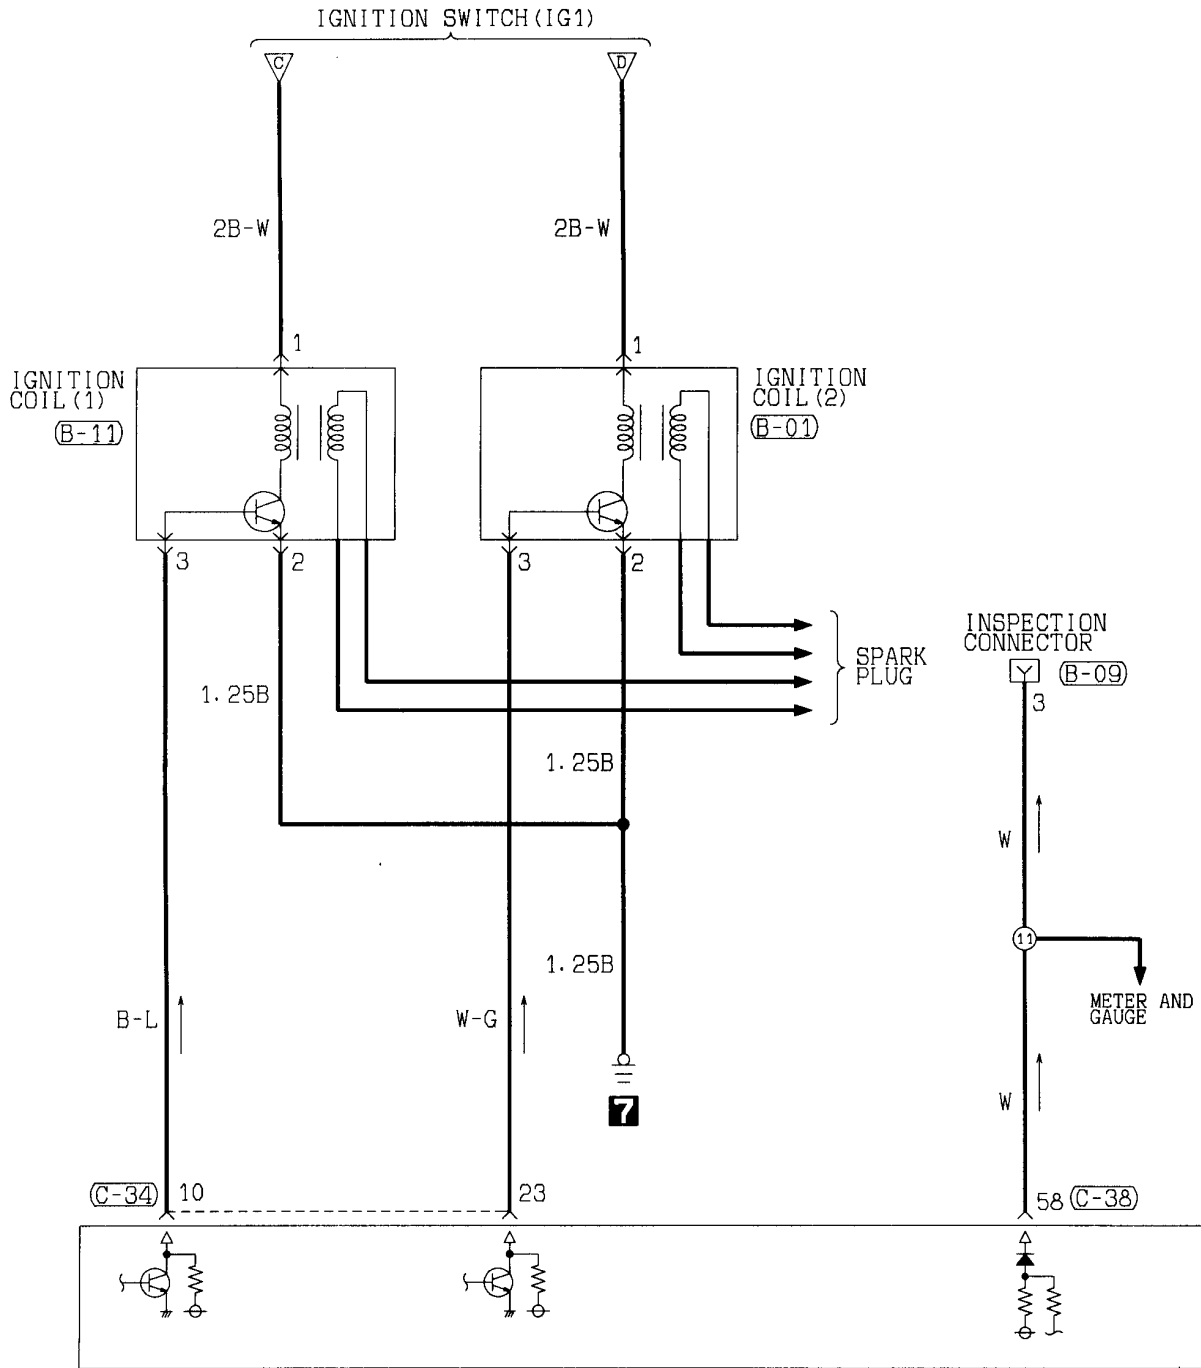 IGNITION SWITCH(IG1)
C
D
2B-W
2B-W
1
1
IGNITION
COIL(1)
B-11
IGNITION
COIL(2)
B-01
3
2
3
2
INSPECTION
CONNECTOR
B-09
3
SPARK
PLUG
1.25B
1.25B
W
11
1.25B
METER AND
GAUGE
B-L
W-G
W
7
C-34
10
23
58
C-38